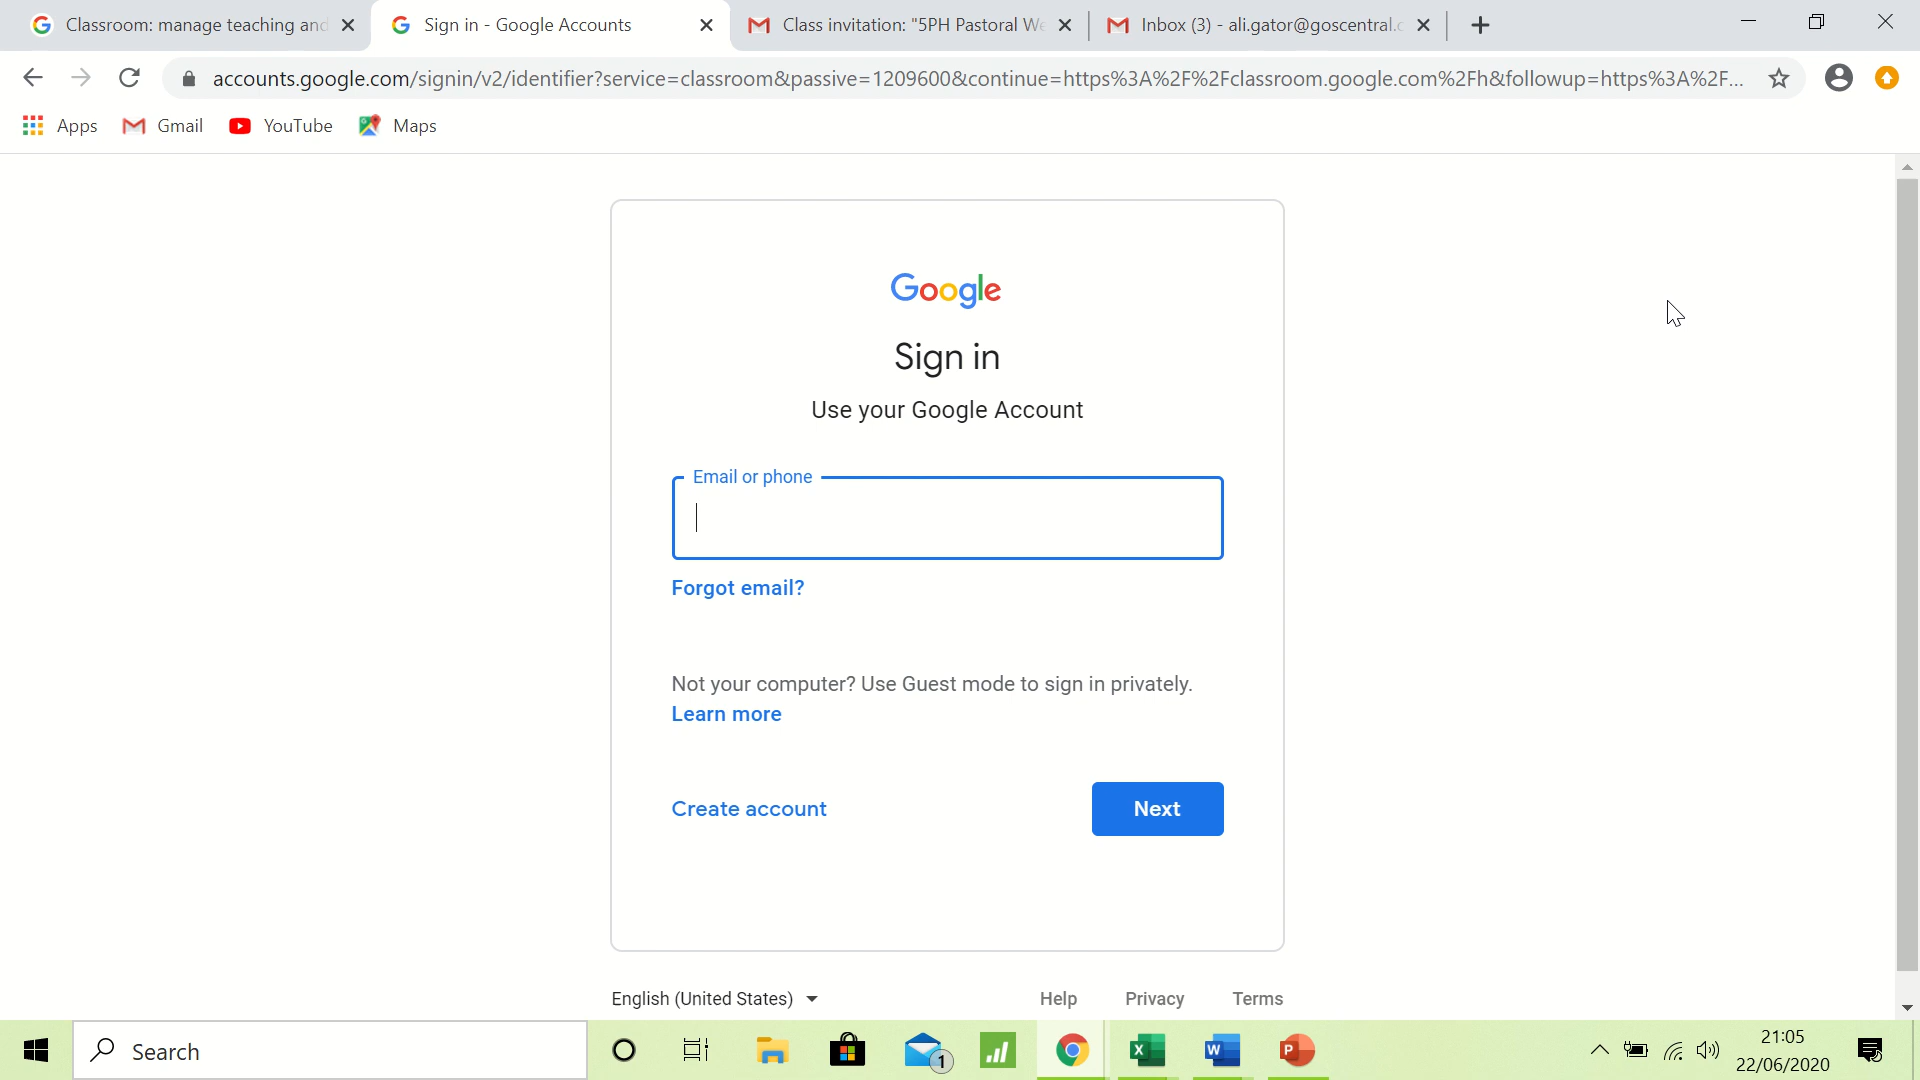 Classroom: manage teaching and
Sign in - Google Accounts
Class invitation: "5PH Pastoral We
Inbox (3) - ali.gator@goscentral.c
accounts.google.com/signin/v2/identifier?service=classroom&passive=1209600&continue=https%3A%2F%2Fclassroom.google.com%2Fh&followup=https%3A%2F...
Apps
Gmail
YouTube
Maps
Google
Sign in
Use your Google Account
Email or phone
Forgot email?
Not your computer? Use Guest mode to sign in privately.
Learn more
Create account
Next
English (United States)
Help
Privacy
Terms
Search
1
X
W
P
21:05
22/06/2020